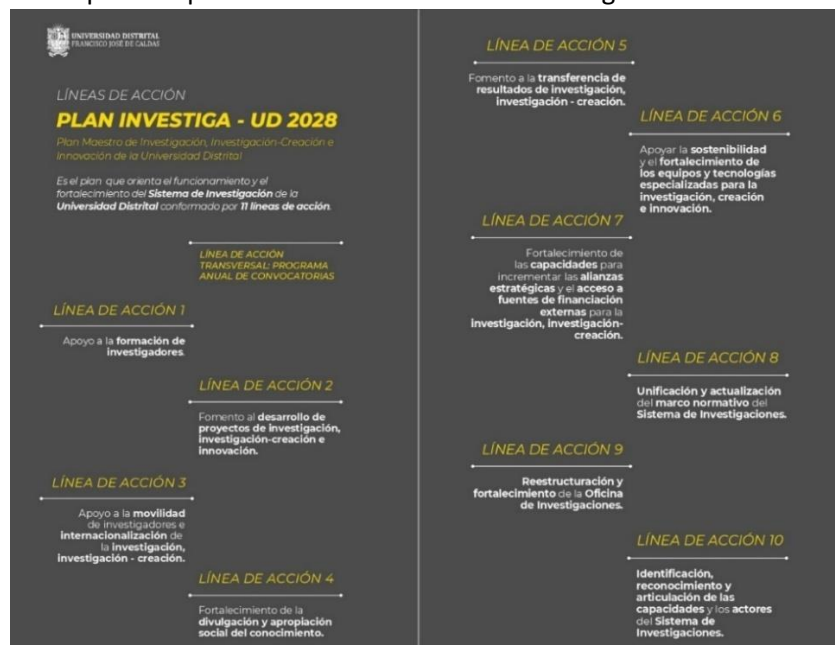 UNIVERSIDAD DISTRITAL
FRANCISCO JOSÉ DE CALDAS
LÍNEAS DE ACCIÓN
PLAN INVESTIGA - UD 2028
Plan Maestro de Investigación, Investigación-Creación e
Innovación de la Universidad Distrital
Es el plan que orienta el funcionamiento y el
fortalecimiento del Sistema de Investigación de la
Universidad Distrital conformado por 11 líneas de acción.
LÍNEA DE ACCIÓN
TRANSVERSAL: PROGRAMA
ANUAL DE CONVOCATORIAS
LÍNEA DE ACCIÓN 1
Apoyo a la formación de
investigadores.
LÍNEA DE ACCIÓN 2
Fomento al desarrollo de
proyectos de investigación,
investigación-creación e
innovación.
LÍNEA DE ACCIÓN 3
Apoyo a la movilidad
de investigadores e
internacionalización de
la investigación,
investigación - creación.
LÍNEA DE ACCIÓN 4
Fortalecimiento de la
divulgación y apropiación
social del conocimiento.
LÍNEA DE ACCIÓN 5
Fomento a la transferencia de
resultados de investigación,
investigación - creación.
LÍNEA DE ACCIÓN 6
Apoyar la sostenibilidad
y el fortalecimiento de
los equipos y tecnologías
especializadas para la
investigación, creación
e innovación.
LÍNEA DE ACCIÓN 7
Fortalecimiento de
las capacidades para
incrementar las alianzas
estratégicas y el acceso a
fuentes de financiación
externas para la
investigación, investigación-
creación.
LÍNEA DE ACCIÓN 8
Unificación y actualización
del marco normativo del
Sistema de Investigaciones.
LÍNEA DE ACCIÓN 9
Reestructuración y
fortalecimiento de la Oficina
de Investigaciones.
LÍNEA DE ACCIÓN 10
Identificación,
reconocimiento y
articulación de las
capacidades y los actores
del Sistema de
Investigaciones.